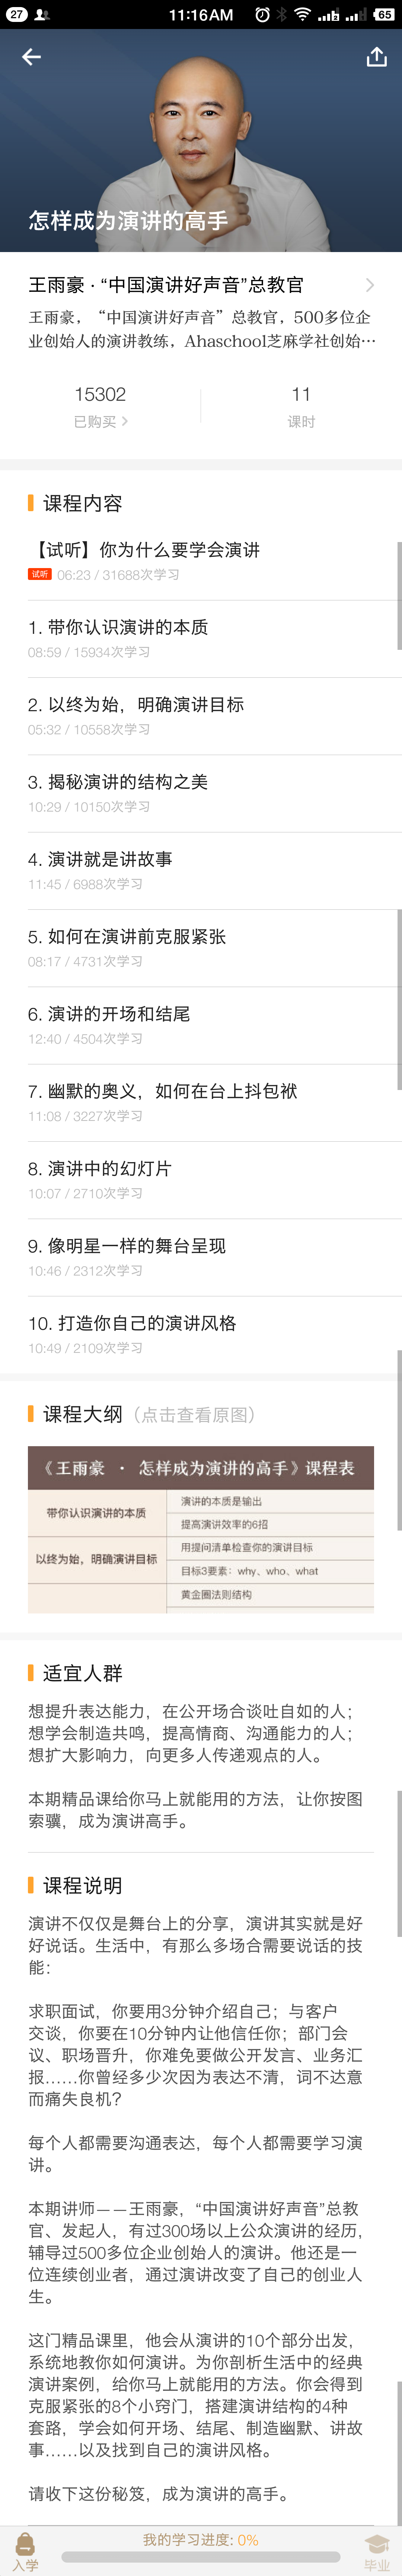 27
11:16AM
65
怎样成为演讲的高手
王雨豪 · “中国演讲好声音”总教官
王雨豪，“中国演讲好声音”总教官，500多位企
业创始人的演讲教练，Ahaschool芝麻学社创始…
15302
已购买
11
课时
课程内容
【试听】你为什么要学会演讲
试听 06:23 / 31688次学习
1. 带你认识演讲的本质
08:59 / 15934次学习
2. 以终为始，明确演讲目标
05:32 / 10558次学习
3. 揭秘演讲的结构之美
10:29 / 10150次学习
4. 演讲就是讲故事
11:45 / 6988次学习
5. 如何在演讲前克服紧张
08:17 / 4731次学习
6. 演讲的开场和结尾
12:40 / 4504次学习
7. 幽默的奥义，如何在台上抖包袱
11:08 / 3227次学习
8. 演讲中的幻灯片
10:07 / 2710次学习
9. 像明星一样的舞台呈现
10:46 / 2312次学习
10. 打造你自己的演讲风格
10:49 / 2109次学习
课程大纲（点击查看原图）
《王雨豪 · 怎样成为演讲的高手》课程表
带你认识演讲的本质
演讲的本质是输出
提高演讲效率的6招
以终为始，明确演讲目标
用提问清单检查你的演讲目标
目标3要素：why、who、what
黄金圈法则结构
适宜人群
想提升表达能力，在公开场合谈吐自如的人；
想学会制造共鸣，提高情商、沟通能力的人；
想扩大影响力，向更多人传递观点的人。
本期精品课给你马上就能用的方法，让你按图
索骥，成为演讲高手。
课程说明
演讲不仅仅是舞台上的分享，演讲其实就是好
好说话。生活中，有那么多场合需要说话的技
能：
求职面试，你要用3分钟介绍自己；与客户
交谈，你要在10分钟内让他信任你；部门会
议、职场晋升，你难免要做公开发言、业务汇
报……你曾经多少次因为表达不清，词不达意
而痛失良机？
每个人都需要沟通表达，每个人都需要学习演
讲。
本期讲师——王雨豪，“中国演讲好声音”总教
官、发起人，有过300场以上公众演讲的经历，
辅导过500多位企业创始人的演讲。他还是一
位连续创业者，通过演讲改变了自己的创业人
生。
这门精品课里，他会从演讲的10个部分出发，
系统地教你如何演讲。为你剖析生活中的经典
演讲案例，给你马上就能用的方法。你会得到
克服紧张的8个小窍门，搭建演讲结构的4种
套路，学会如何开场、结尾、制造幽默、讲故
事……以及找到自己的演讲风格。
请收下这份秘笈，成为演讲的高手。
我的学习进度: 0%
入学
毕业